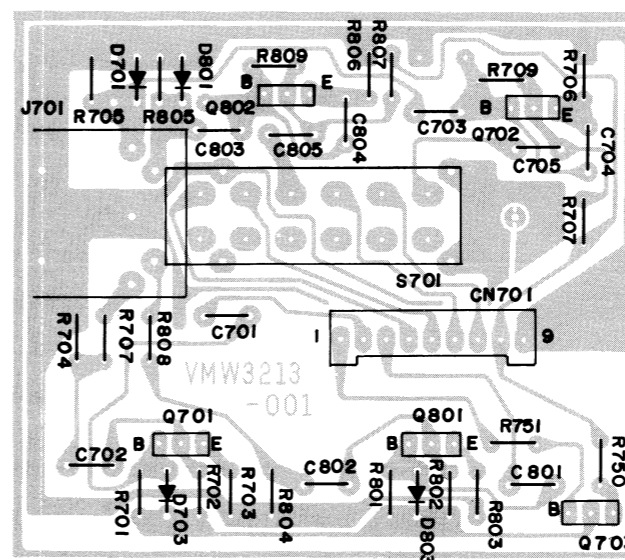 D701
D801
R809
R806
R807
R709
R706
B
E
B
E
J701
R705
R805
Q802
C804
C703
Q702
C704
C803
C805
C705
R707
S701
CN701
1
9
C701
R704
R707
R808
VMW3213
-001
Q701
Q801
B
E
B
E
R751
C702
R701
D703
R702
R703
R804
C802
R801
D803
R802
R803
C801
R750
B